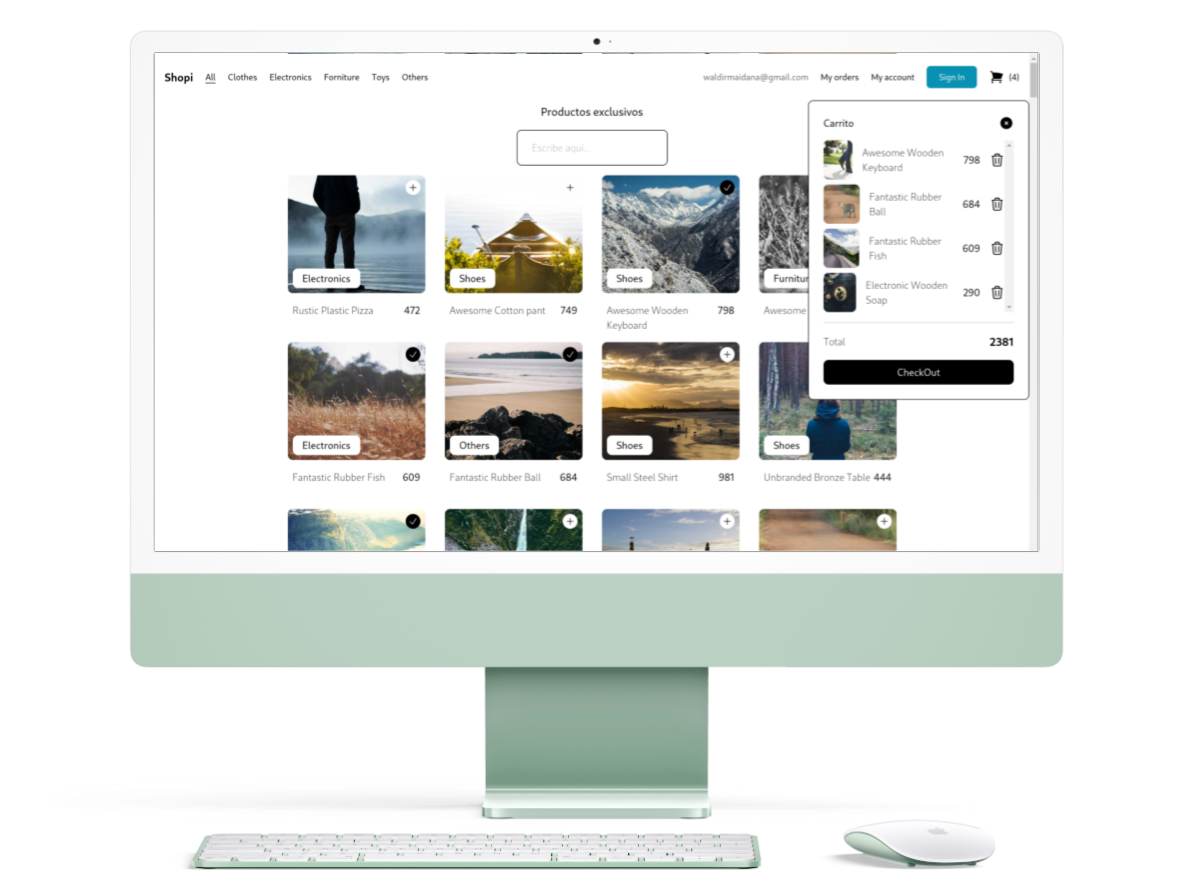 Shopi All Clothes Electronics Forniture Toys Others
waldirmaidana@gmail.com My orders My account Sign In (4)
Productos exclusivos
Escribe aquí...
Electronics
Rustic Plastic Pizza 472
Shoes
Awesome Cotton pant 749
Shoes
Awesome Wooden
Keyboard
798
Furnitur
Awesome
Electronics
Fantastic Rubber Fish 609
Others
Fantastic Rubber Ball 684
Shoes
Small Steel Shirt 981
Shoes
Unbranded Bronze Table 444
Carrito
Awesome Wooden
Keyboard
798
Fantastic Rubber
Ball
684
Fantastic Rubber
Fish
609
Electronic Wooden
Soap
290
Total 2381
CheckOut